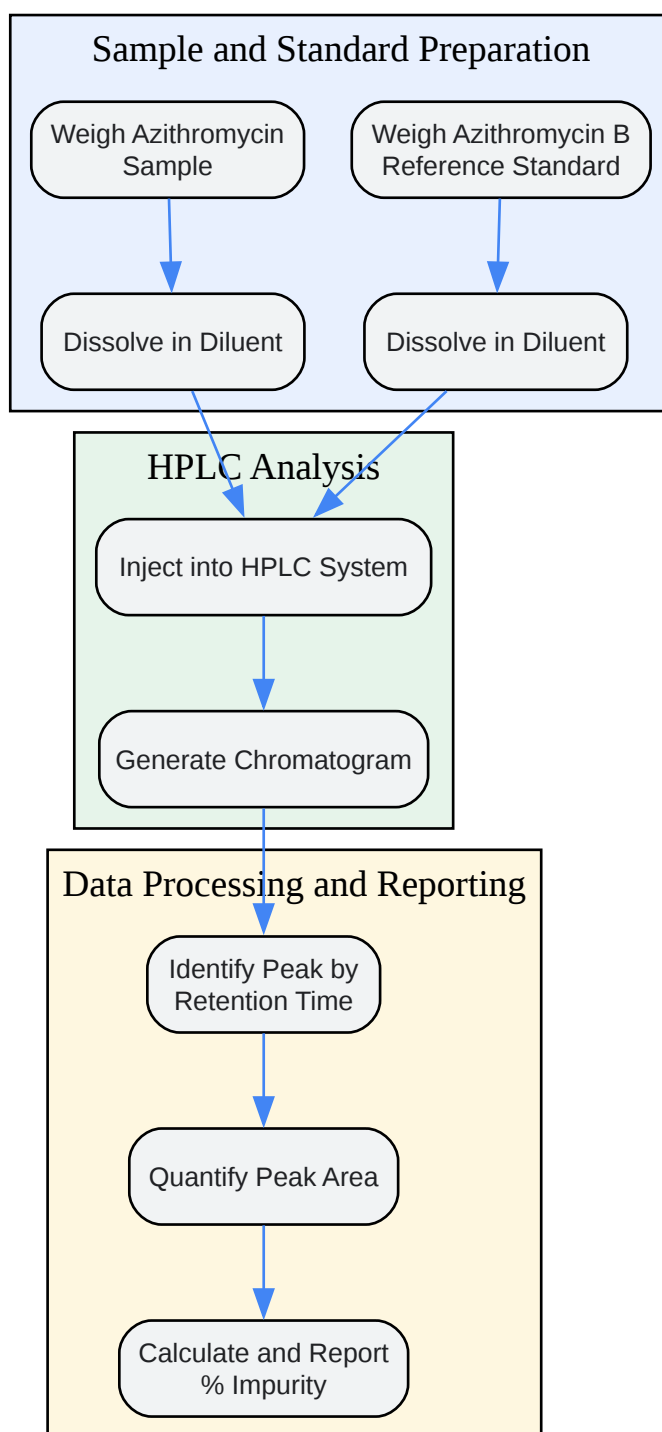 Sample and Standard Preparation
Weigh Azithromycin
Sample
Weigh Azithromycin B
Reference Standard
Dissolve in Diluent
Dissolve in Diluent
HPLC Analysis
Inject into HPLC System
Generate Chromatogram
Data Processing and Reporting
Identify Peak by
Retention Time
Quantify Peak Area
Calculate and Report
% Impurity